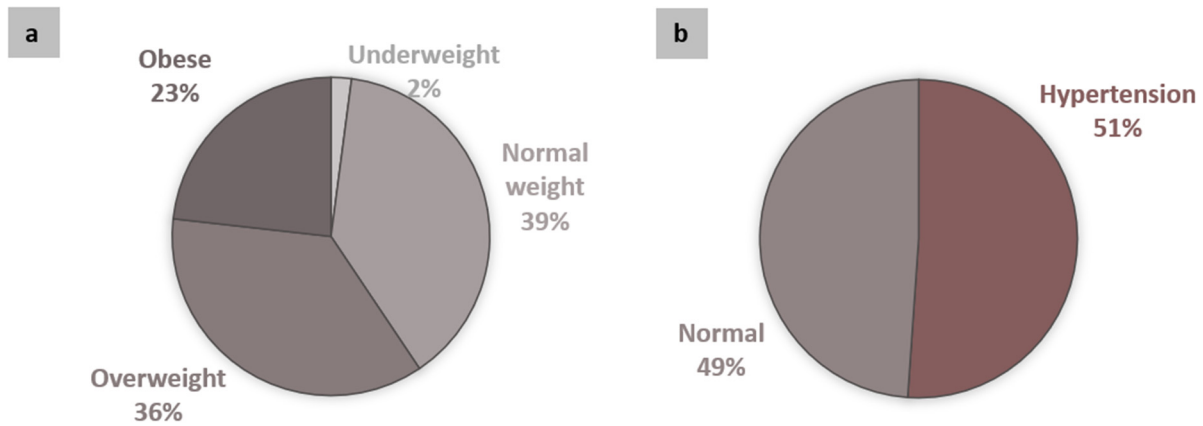 a
Obese
23%
Underweight
2%
Normal
weight
39%
Overweight
36%
b
Hypertension
51%
Normal
49%